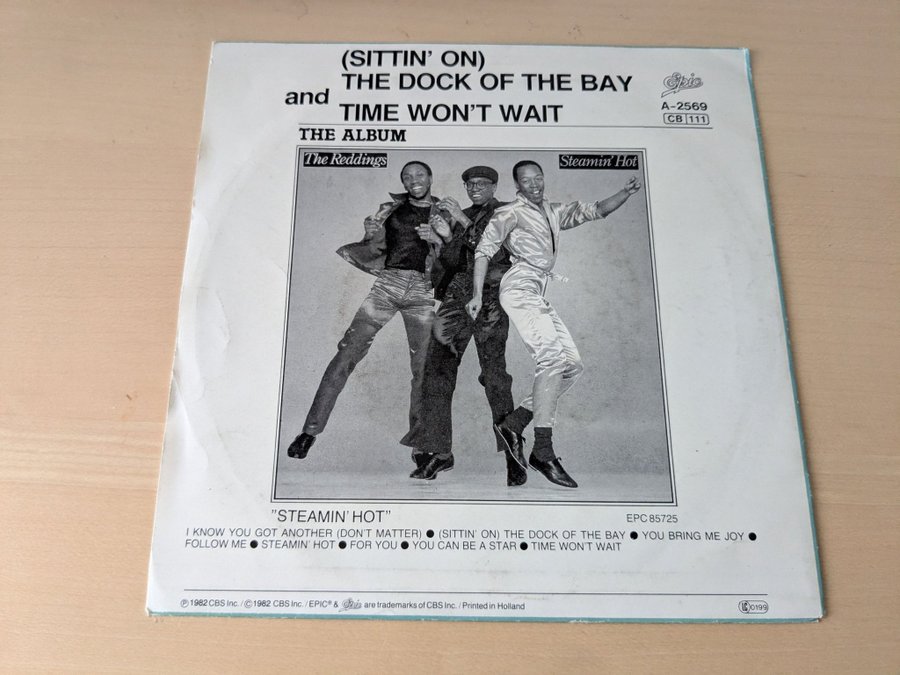 (SITTIN' ON)
THE DOCK OF THE BAY
and TIME WON'T WAIT
Epic
A-2569
CB 111
THE ALBUM
The Reddings
Steamin' Hot
"STEAMIN' HOT"
EPC 85725
I KNOW YOU GOT ANOTHER (DON'T MATTER) ● (SITTIN' ON) THE DOCK OF THE BAY ● YOU BRING ME JOY ●
FOLLOW ME ● STEAMIN' HOT ● FOR YOU ● YOU CAN BE A STAR ● TIME WON'T WAIT
Ⓟ 1982 CBS Inc. / © 1982 CBS Inc. / EPIC® & Epic are trademarks of CBS Inc. / Printed in Holland
0199